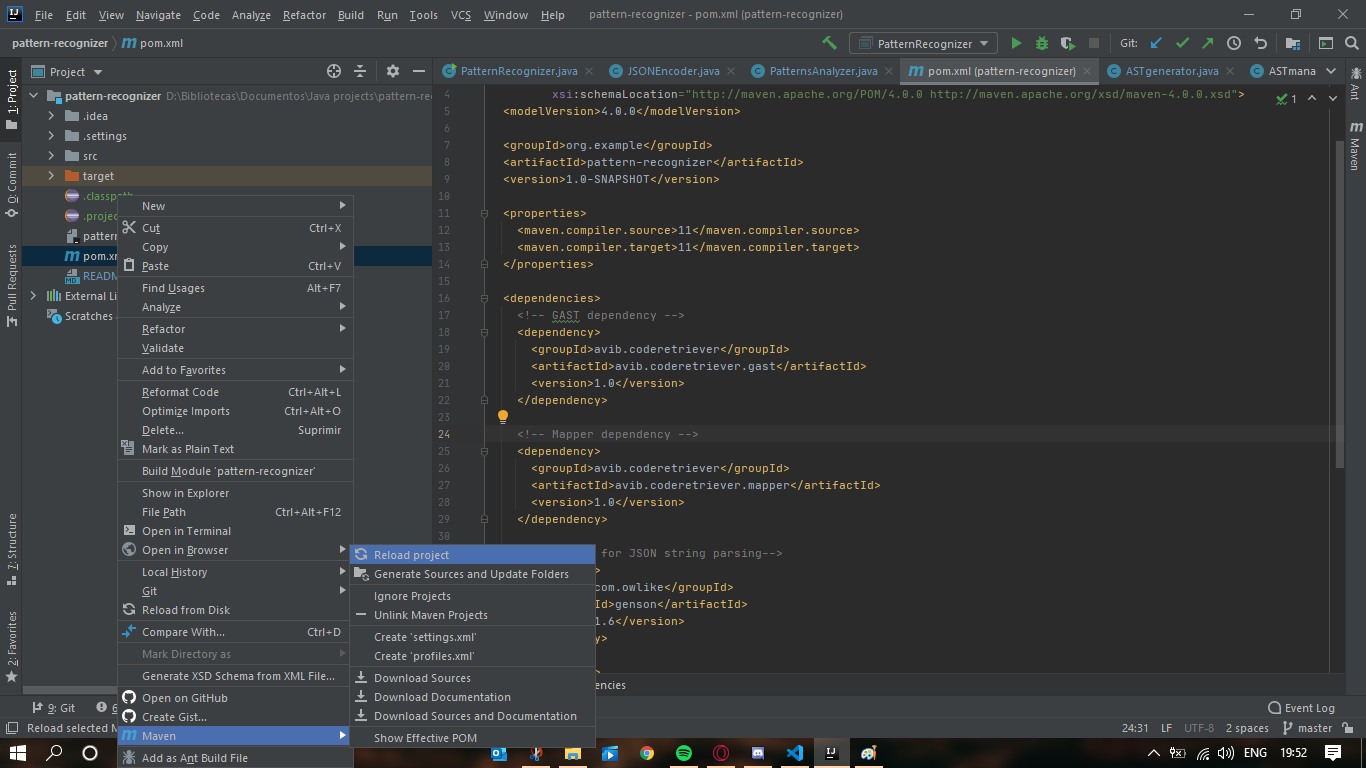 File Edit View Navigate Code Analyze Refactor Build Run Tools VCS Window Help pattern-recognizer - pom.xml (pattern-recognizer)
pattern-recognizer pom.xml PatternRecognizer Git:
Project PatternRecognizer.java JSONEncoder.java PatternsAnalyzer.java pom.xml (pattern-recognizer) ASTgenerator.java ASTmana
1: Project
0: Commit
Pull Requests
7: Structure
2: Favorites
Ant
Maven
pattern-recognizer D:\Bibliotecas\Documentos\Java projects\pattern-re
.idea
.settings
src
target
.classpath
.projec
pattern
pom.xm
READM
External Li
Scratches
4 xsi:schemaLocation="http://maven.apache.org/POM/4.0.0 http://maven.apache.org/xsd/maven-4.0.0.xsd">
1
5 <modelVersion>4.0.0</modelVersion>
6
7 <groupId>org.example</groupId>
8 <artifactId>pattern-recognizer</artifactId>
9 <version>1.0-SNAPSHOT</version>
10
11 <properties>
12 <maven.compiler.source>11</maven.compiler.source>
13 <maven.compiler.target>11</maven.compiler.target>
14 </properties>
15
16 <dependencies>
17 <!-- GAST dependency -->
18 <dependency>
19 <groupId>avib.coderetriever</groupId>
20 <artifactId>avib.coderetriever.gast</artifactId>
21 <version>1.0</version>
22 </dependency>
23
24 <!-- Mapper dependency -->
25 <dependency>
26 <groupId>avib.coderetriever</groupId>
27 <artifactId>avib.coderetriever.mapper</artifactId>
28 <version>1.0</version>
29 </dependency>
30
for JSON string parsing-->
>
com.owlike</groupId>
Id>genson</artifactId>
1.6</version>
y>
>
encies
New
Cut Ctrl+X
Copy
Paste Ctrl+V
Find Usages Alt+F7
Analyze
Refactor
Validate
Add to Favorites
Reformat Code Ctrl+Alt+L
Optimize Imports Ctrl+Alt+O
Delete... Suprimir
Mark as Plain Text
Build Module 'pattern-recognizer'
Show in Explorer
File Path Ctrl+Alt+F12
Open in Terminal
Open in Browser
Local History
Git
Reload from Disk
Compare With... Ctrl+D
Mark Directory as
Generate XSD Schema from XML File...
Open on GitHub
Create Gist...
Maven
Add as Ant Build File
Reload project
Generate Sources and Update Folders
Ignore Projects
Unlink Maven Projects
Create 'settings.xml'
Create 'profiles.xml'
Download Sources
Download Documentation
Download Sources and Documentation
Show Effective POM
9: Git 6 Event Log
Reload selected M 24:31 LF UTF-8 2 spaces master
ENG 19:52